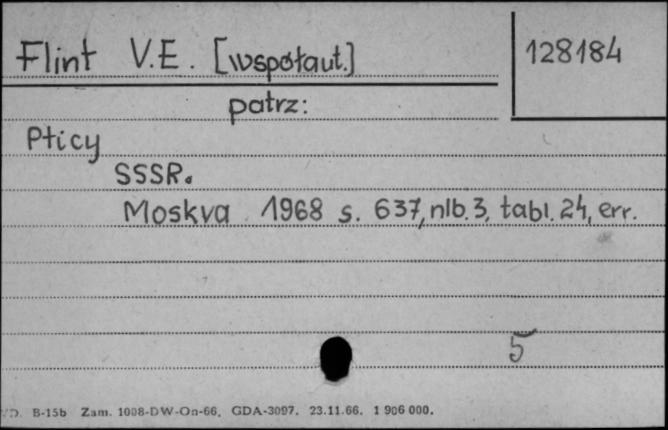 Flint V.E. [współaut.]
128184
patrz:
Pticy
SSSR.
Moskva 1968 s. 637, nlb. 3, tabl. 24, err.
5
B-15b Zam. 1008-DW-On-66. GDA-3097. 23.11.66. 1 906 000.